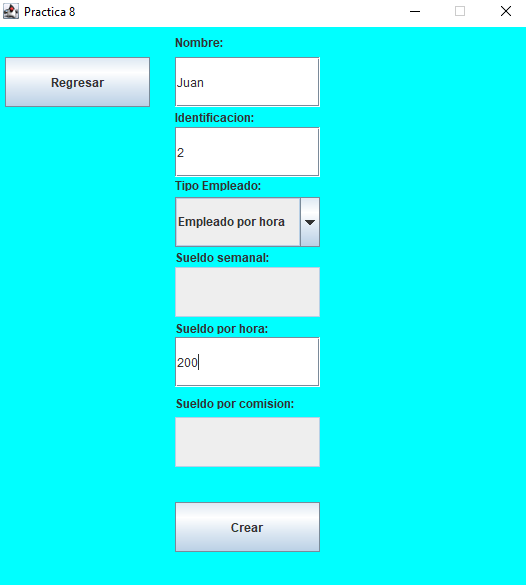 Practica 8
Nombre:
Regresar
Juan
Identificacion:
2
Tipo Empleado:
Empleado por hora
Sueldo semanal:
Sueldo por hora:
200
Sueldo por comision:
Crear